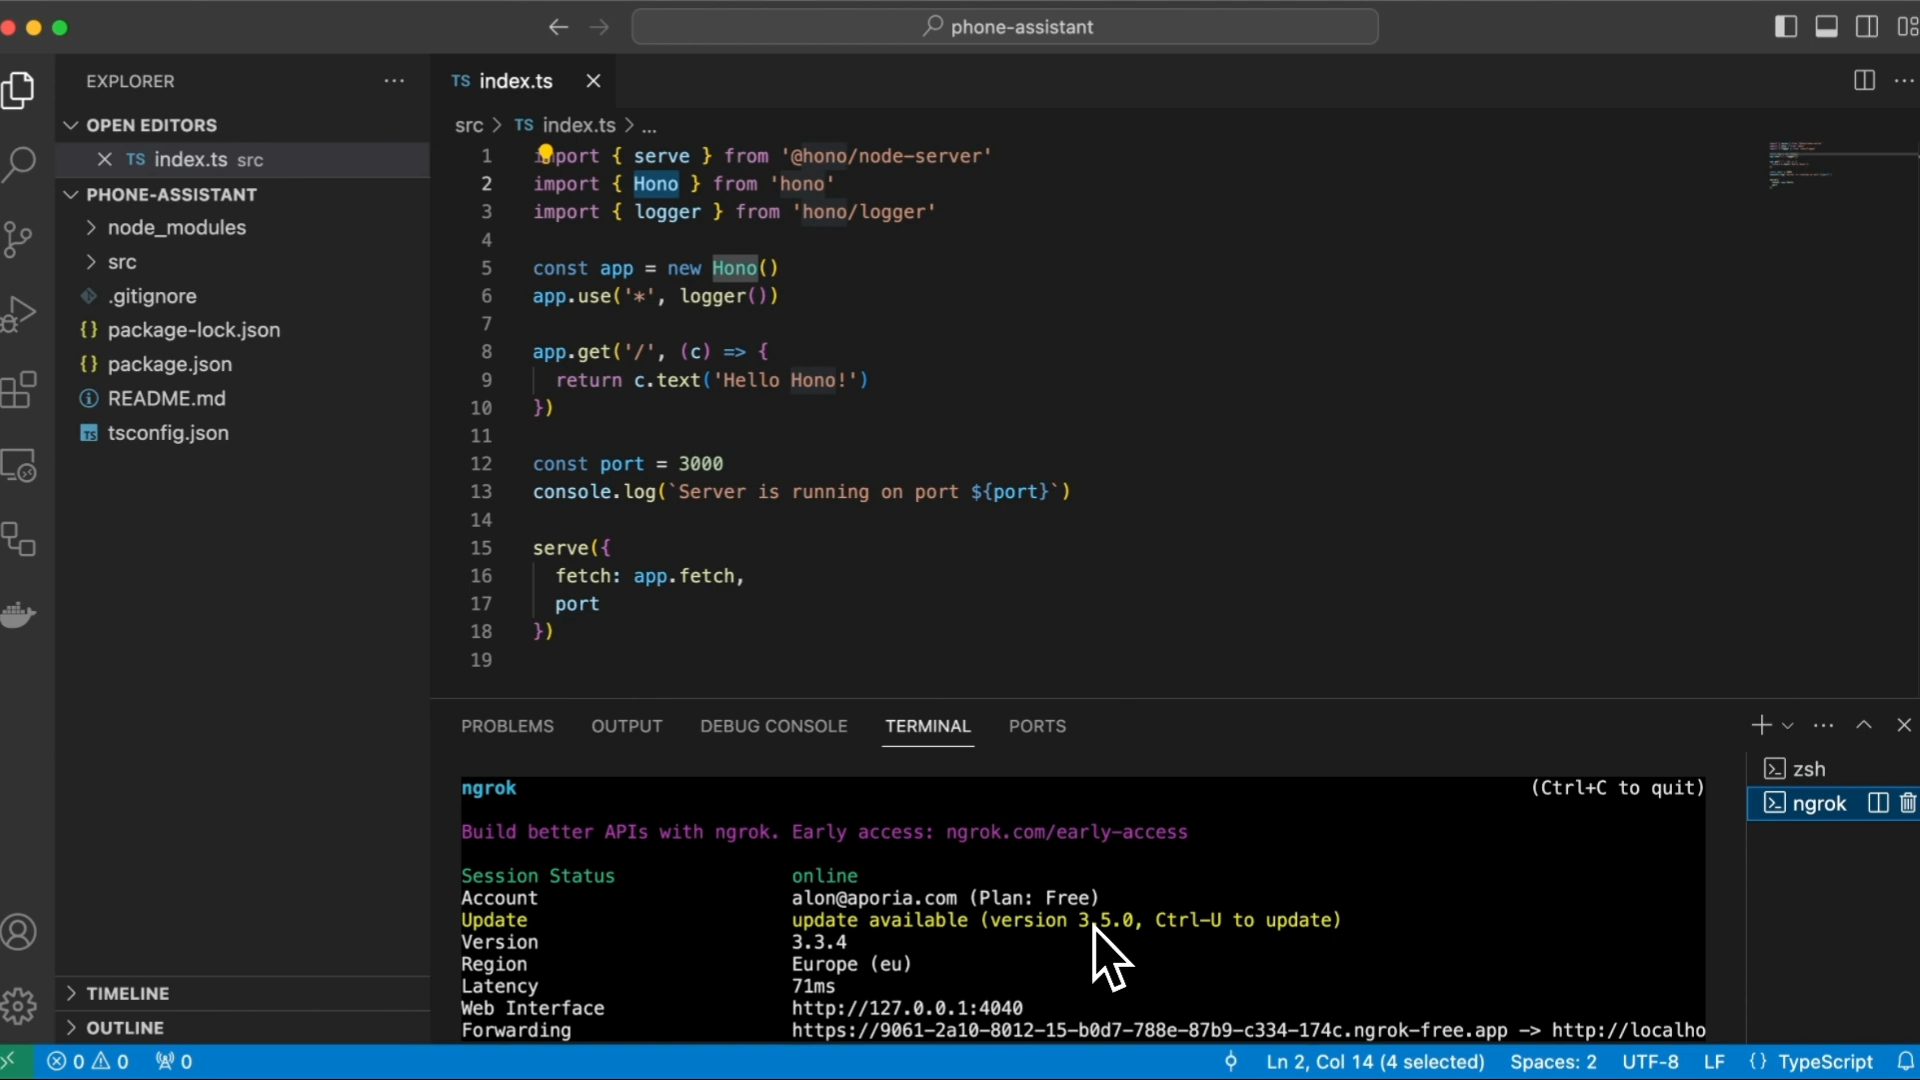 phone-assistant
EXPLORER
OPEN EDITORS
TS index.ts src
PHONE-ASSISTANT
node_modules
src
.gitignore
{} package-lock.json
{} package.json
README.md
TS tsconfig.json
TIMELINE
OUTLINE
TS index.ts
src > TS index.ts > ...
1 import { serve } from '@hono/node-server'
2 import { Hono } from 'hono'
3 import { logger } from 'hono/logger'
4
5 const app = new Hono()
6 app.use('*', logger())
7
8 app.get('/', (c) => {
9 return c.text('Hello Hono!')
10 })
11
12 const port = 3000
13 console.log(`Server is running on port ${port}`)
14
15 serve({
16 fetch: app.fetch,
17 port
18 })
19
PROBLEMS OUTPUT DEBUG CONSOLE TERMINAL PORTS
ngrok (Ctrl+C to quit)
Build better APIs with ngrok. Early access: ngrok.com/early-access
Session Status online
Account alon@aporia.com (Plan: Free)
Update update available (version 3.5.0, Ctrl-U to update)
Version 3.3.4
Region Europe (eu)
Latency 71ms
Web Interface http://127.0.0.1:4040
Forwarding https://9061-2a10-8012-15-b0d7-788e-87b9-c334-174c.ngrok-free.app -> http://localho
zsh
ngrok
0 0 0
Ln 2, Col 14 (4 selected) Spaces: 2 UTF-8 LF {} TypeScript